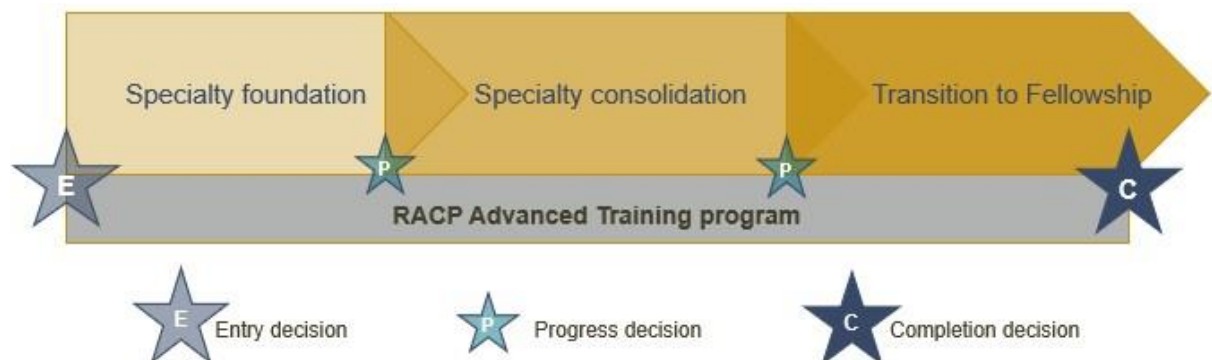 Specialty foundation
Specialty consolidation
Transition to Fellowship
E
P
P
C
RACP Advanced Training program
E Entry decision
P Progress decision
C Completion decision